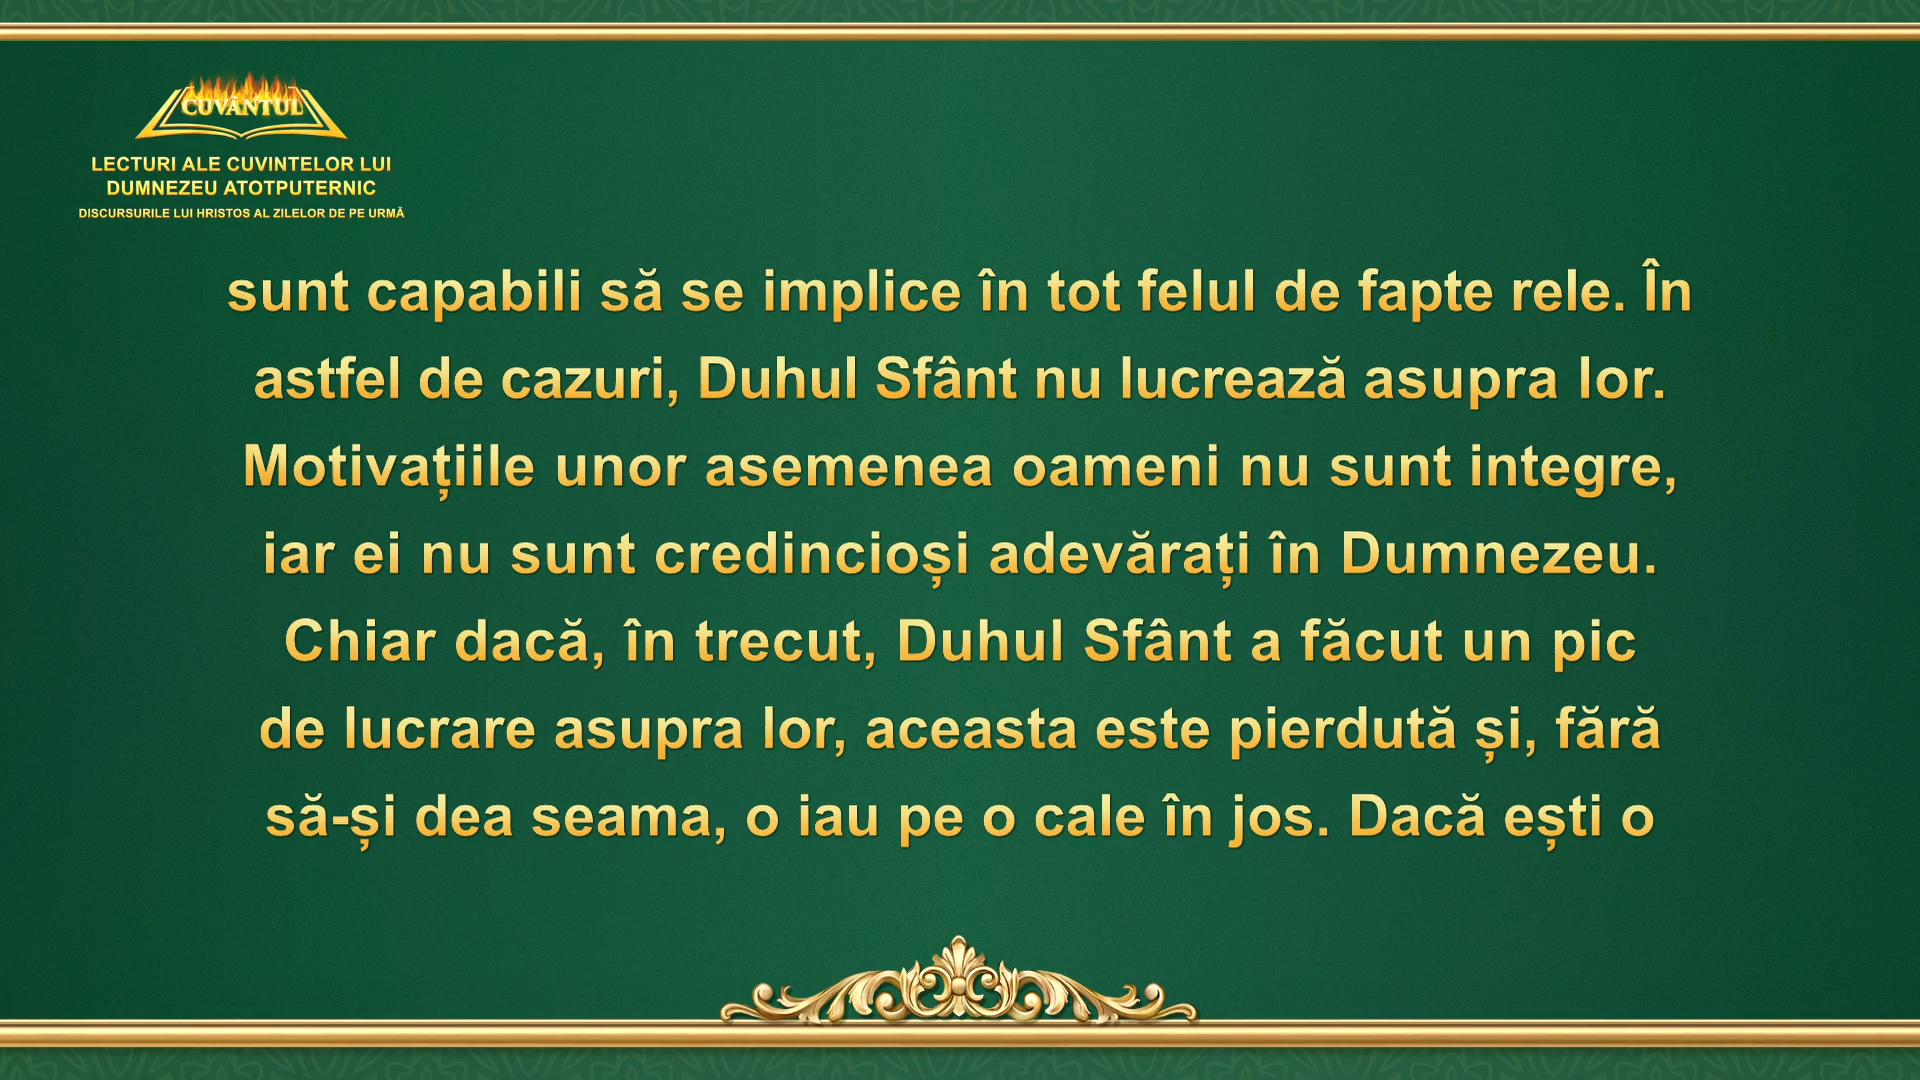 CUVÂNTUL
LECTURI ALE CUVINTELOR LUI
DUMNEZEU ATOTPUTERNIC
DISCURSURILE LUI HRISTOS AL ZILELOR DE PE URMĂ
sunt capabili să se implice în tot felul de fapte rele. În
astfel de cazuri, Duhul Sfânt nu lucrează asupra lor.
Motivațiile unor asemenea oameni nu sunt integre,
iar ei nu sunt credincioși adevărați în Dumnezeu.
Chiar dacă, în trecut, Duhul Sfânt a făcut un pic
de lucrare asupra lor, aceasta este pierdută și, fără
să-și dea seama, o iau pe o cale în jos. Dacă ești o